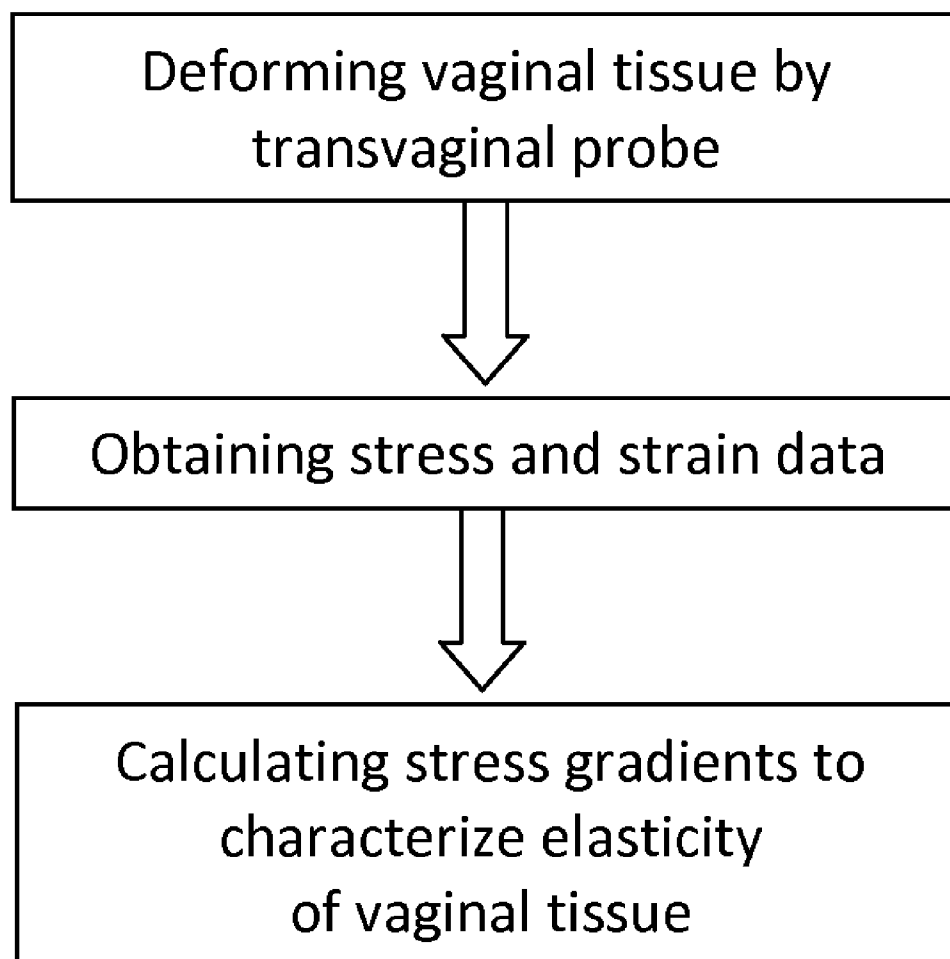 Deforming vaginal tissue by
transvaginal probe
Obtaining stress and strain data
Calculating stress gradients to
characterize elasticity
of vaginal tissue